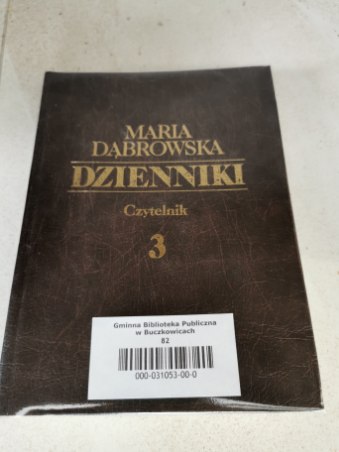 MARIA
DĄBROWSKA
DZIENNIKI
Czytelnik
3
Gminna Biblioteka Publiczna
w Buczkowicach
82
000-031053-00-0